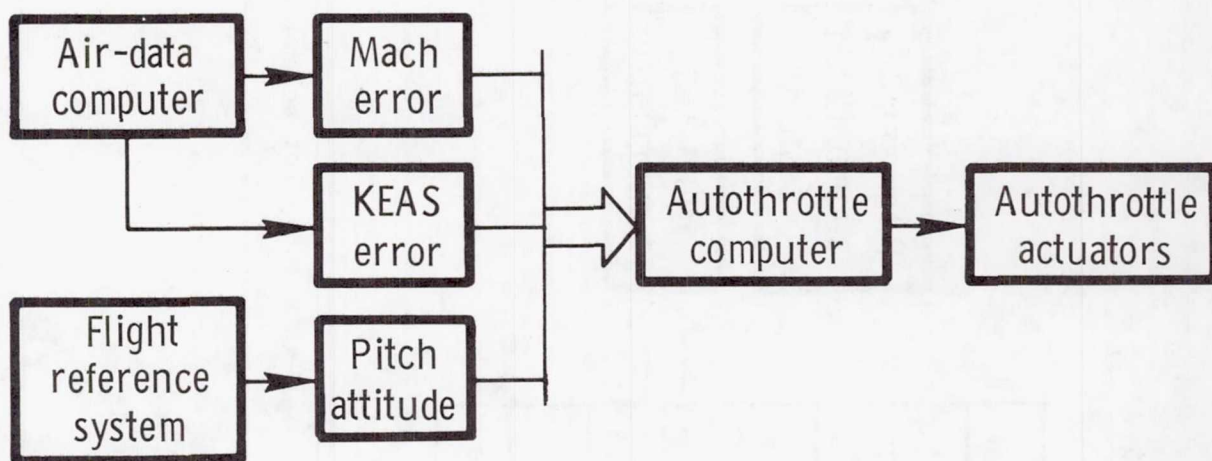 Air-data
computer
Mach
error
KEAS
error
Autothrottle
computer
Autothrottle
actuators
Flight
reference
system
Pitch
attitude